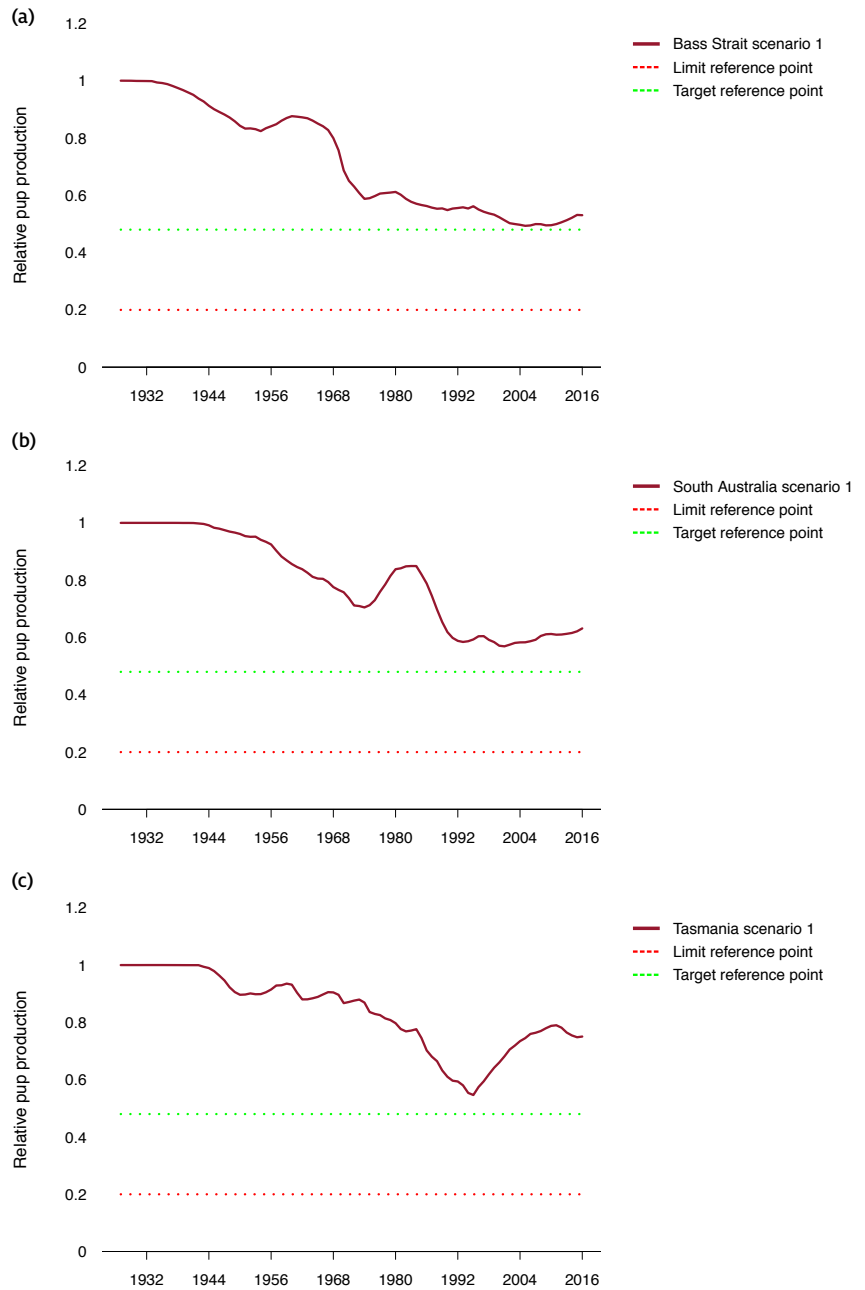 (a)
1.2
1
0.8
0.6
0.4
0.2
0
Relative pup production
1932 1944 1956 1968 1980 1992 2004 2016
Bass Strait scenario 1
Limit reference point
Target reference point
(b)
1.2
1
0.8
0.6
0.4
0.2
0
Relative pup production
1932 1944 1956 1968 1980 1992 2004 2016
South Australia scenario 1
Limit reference point
Target reference point
(c)
1.2
1
0.8
0.6
0.4
0.2
0
Relative pup production
1932 1944 1956 1968 1980 1992 2004 2016
Tasmania scenario 1
Limit reference point
Target reference point